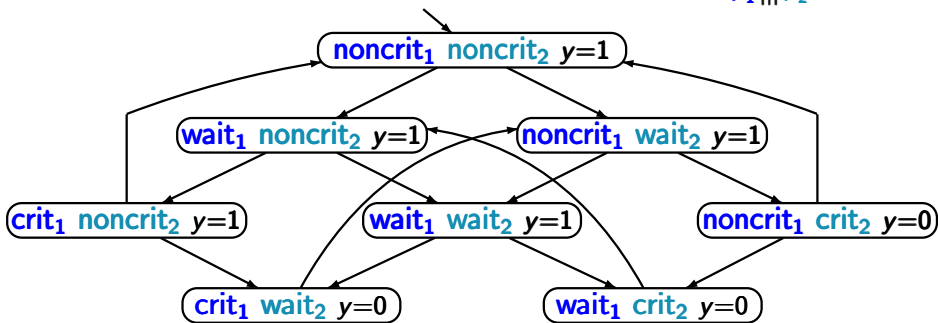 noncrit₁ noncrit₂ y=1
wait₁ noncrit₂ y=1 noncrit₁ wait₂ y=1
crit₁ noncrit₂ y=1 wait₁ wait₂ y=1 noncrit₁ crit₂ y=0
crit₁ wait₂ y=0 wait₁ crit₂ y=0